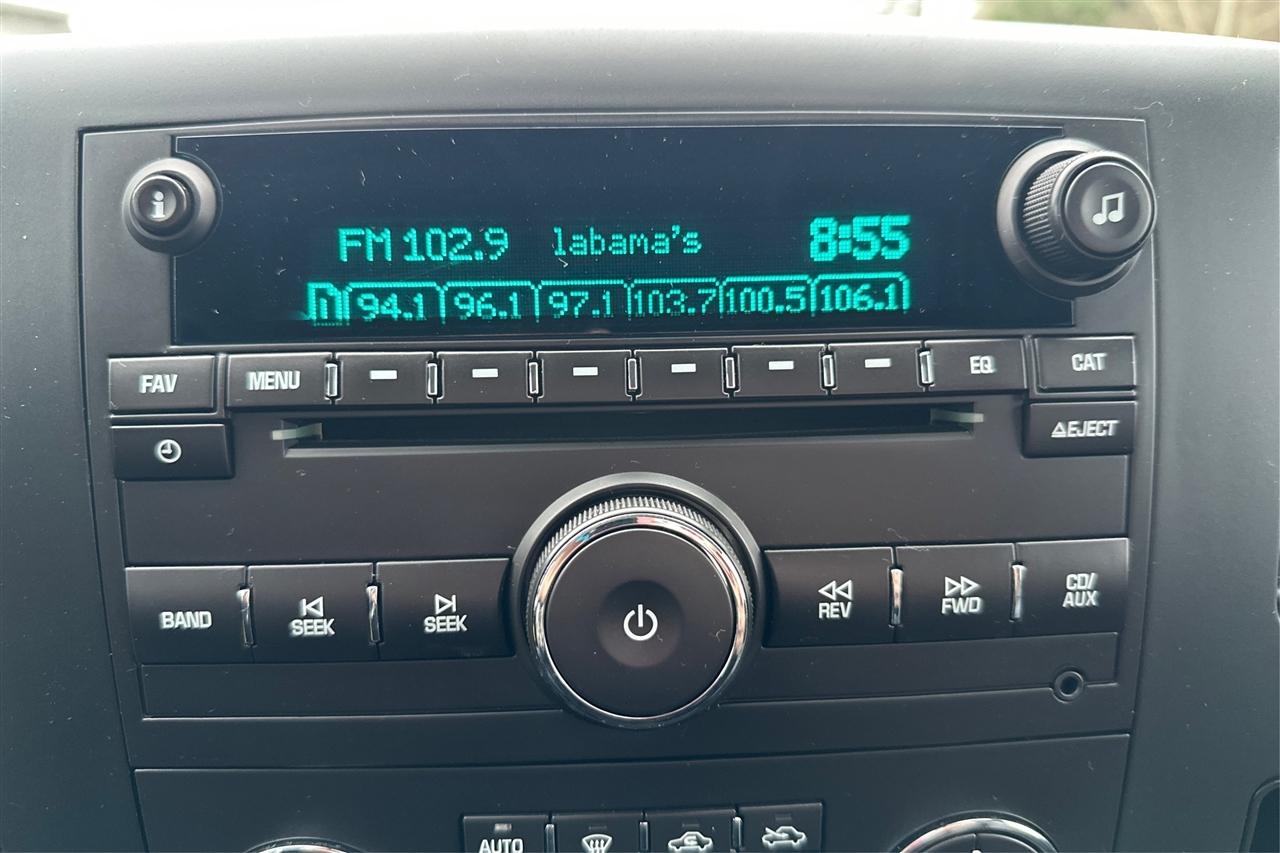 i
FM 102.9 labama's 8:55
1 94.1 96.1 97.1 103.7 100.5 106.1
FAV MENU EQ CAT
EJECT
BAND SEEK SEEK REV FWD CD/
AUX
AUTO